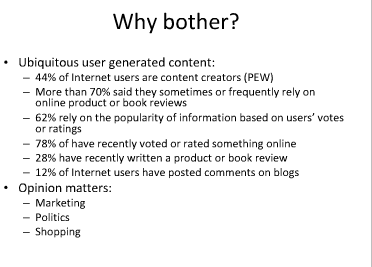 Why bother?
• Ubiquitous user generated content:
– 44% of Internet users are content creators (PEW)
– More than 70% said they sometimes or frequently rely on
online product or book reviews
– 62% rely on the popularity of information based on users' votes
or ratings
– 78% of have recently voted or rated something online
– 28% have recently written a product or book review
– 12% of Internet users have posted comments on blogs
• Opinion matters:
– Marketing
– Politics
– Shopping